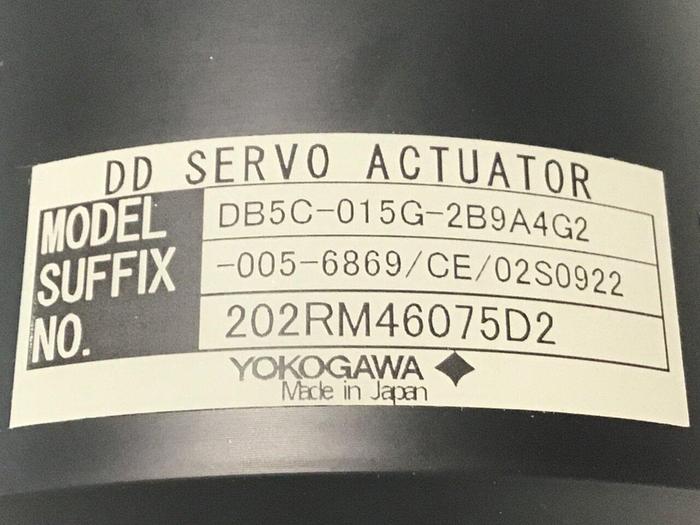 DD SERVO ACTUATOR
MODEL DB5C-015G-2B9A4G2
SUFFIX -005-6869/CE/02S0922
NO. 202RM46075D2
YOKOGAWA
Made in Japan